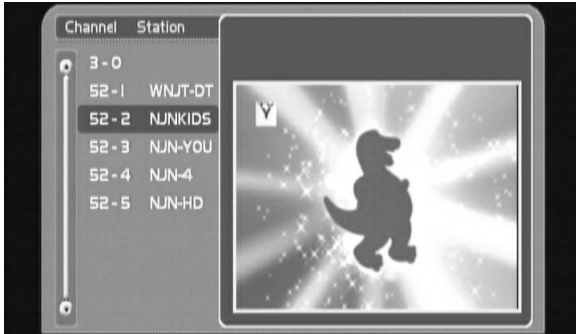 Channel Station
3-0
52-1 WNJT-DT
52-2 NJNKIDS
52-3 NJN-YOU
52-4 NJN-4
52-5 NJN-HD
Y